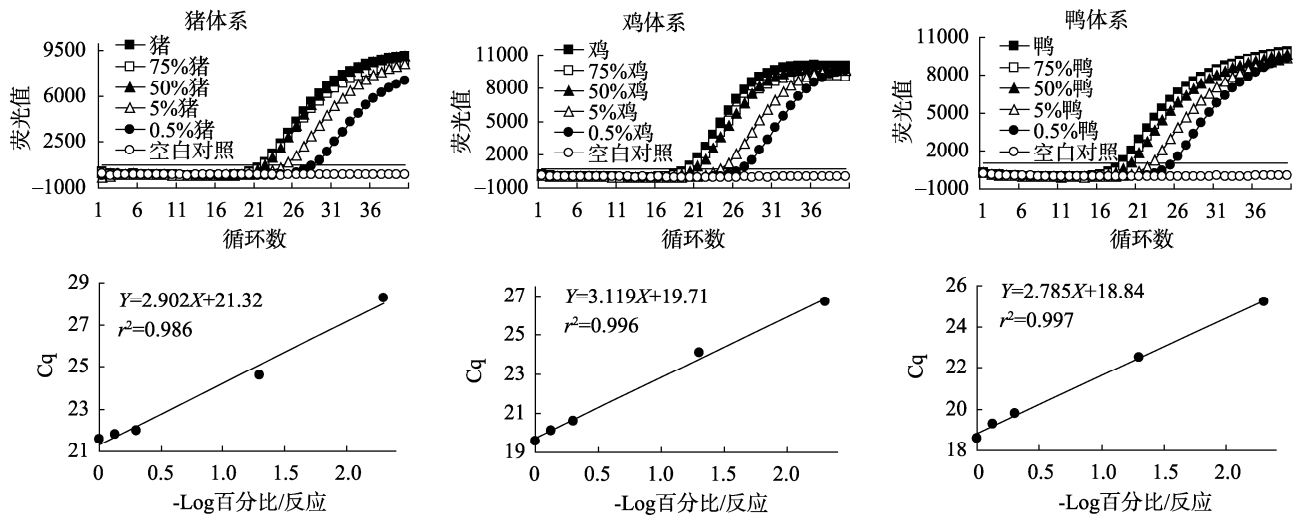 猪体系
9500
6000
2500
–1000
荧光值
猪
75%猪
50%猪
5%猪
0.5%猪
空白对照
1 6 11 16 21 26 31 36
循环数
鸡体系
11000
8000
5000
2000
–1000
荧光值
鸡
75%鸡
50%鸡
5%鸡
0.5%鸡
空白对照
1 6 11 16 21 26 31 36
循环数
鸭体系
11000
8000
5000
2000
–1000
荧光值
鸭
75%鸭
50%鸭
5%鸭
0.5%鸭
空白对照
1 6 11 16 21 26 31 36
循环数
29
27
25
23
21
Cq
Y=2.902X+21.32
r²=0.986
0 0.5 1.0 1.5 2.0
-Log百分比/反应
27
25
23
21
19
Cq
Y=3.119X+19.71
r²=0.996
0 0.5 1.0 1.5 2.0
-Log百分比/反应
26
24
22
20
18
Cq
Y=2.785X+18.84
r²=0.997
0 0.5 1.0 1.5 2.0
-Log百分比/反应